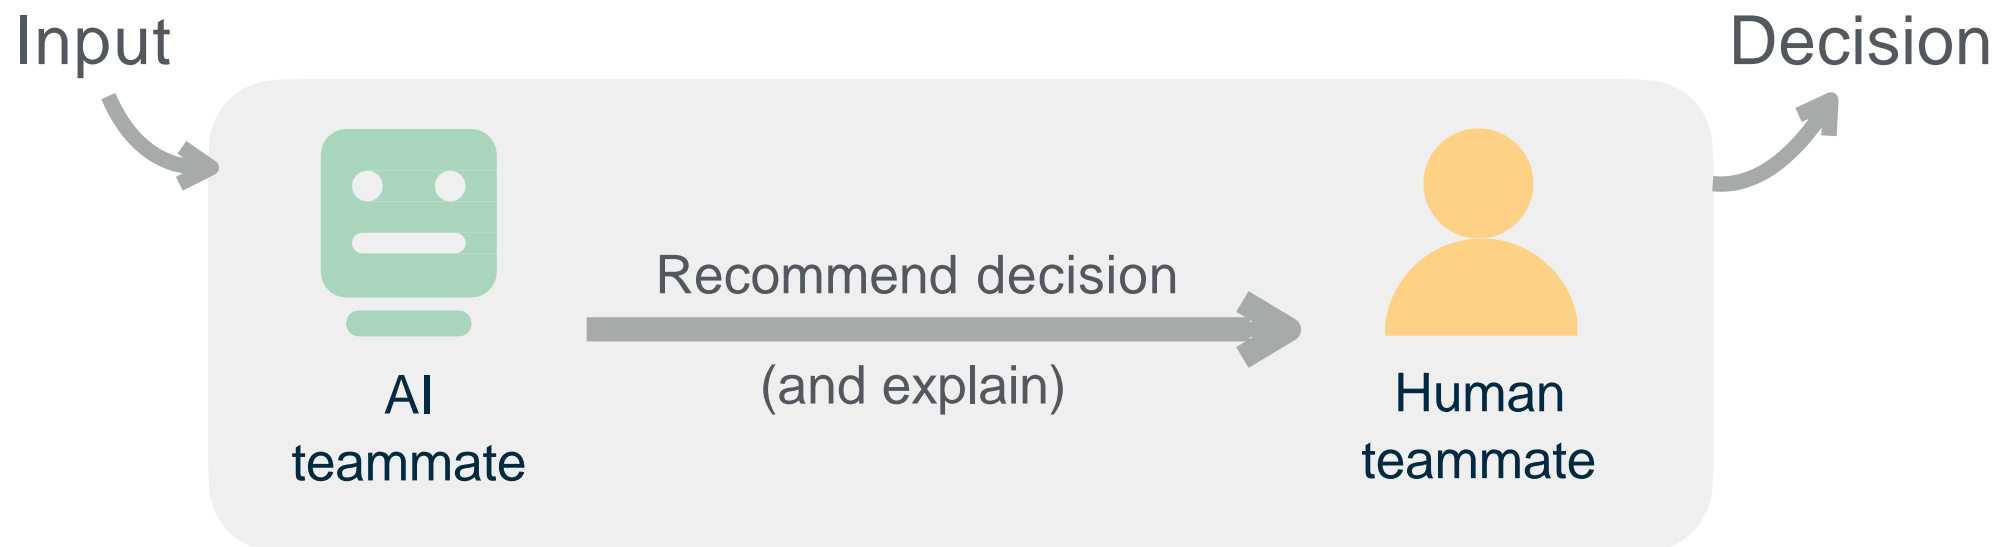 Input
Decision
Recommend decision
(and explain)
AI
teammate
Human
teammate